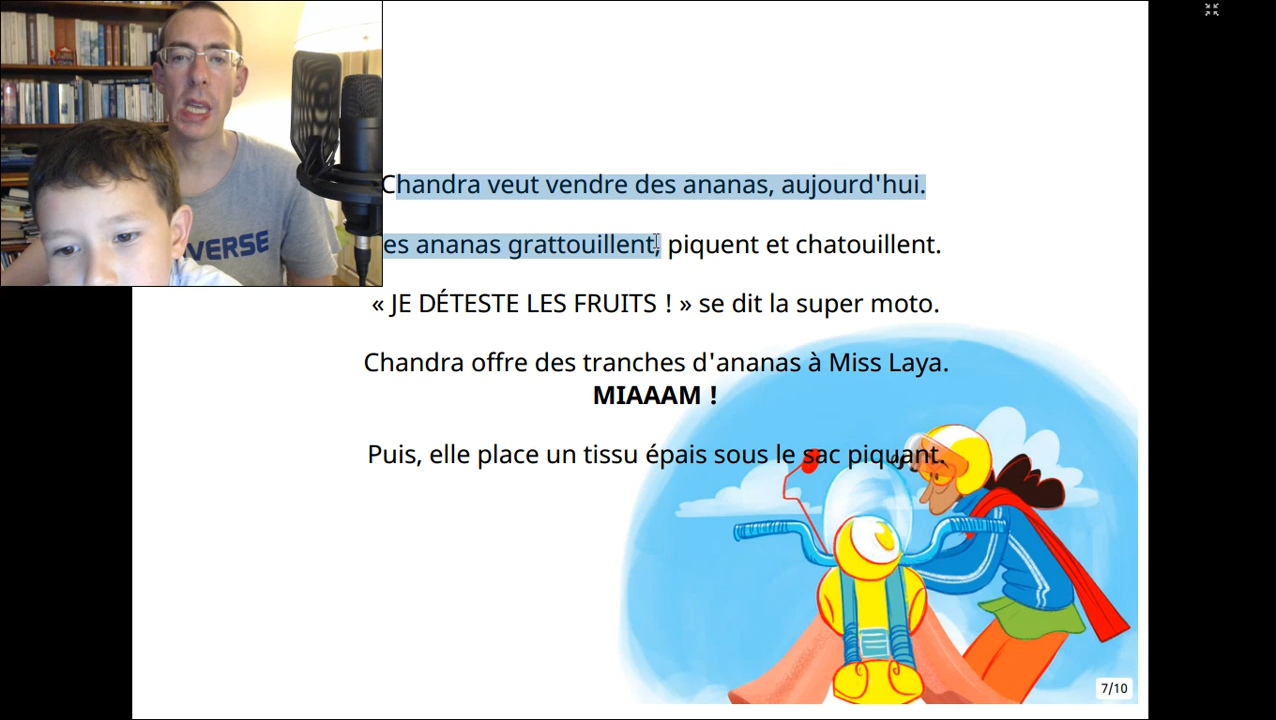 Chandra veut vendre des ananas, aujourd'hui.
es ananas grattouillent, piquent et chatouillent.
« JE DÉTESTE LES FRUITS ! » se dit la super moto.
Chandra offre des tranches d'ananas à Miss Laya.
MIAAAM !
Puis, elle place un tissu épais sous le sac piquant.
VERSE
7/10